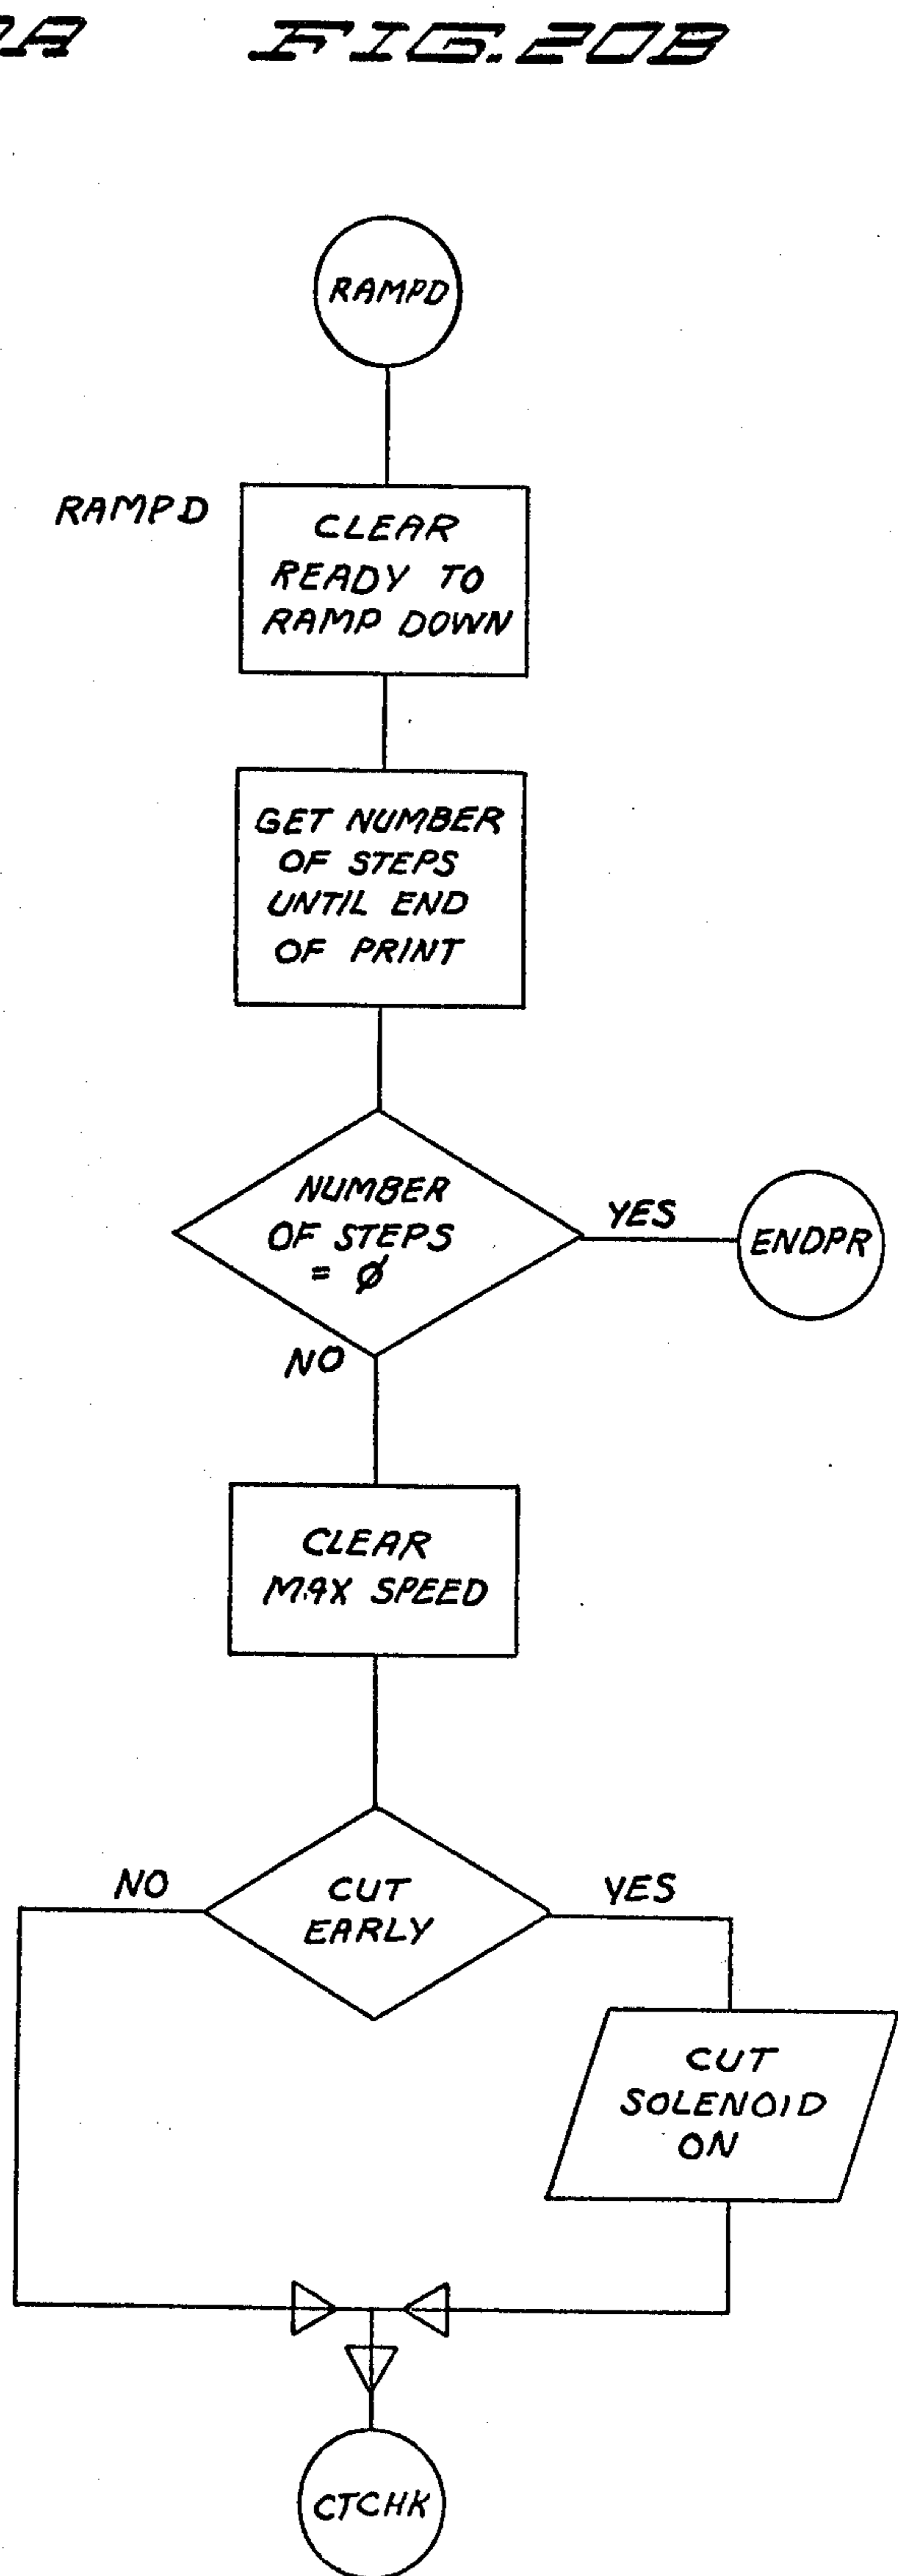 FIG. 20B
RAMPD
RAMPD
CLEAR
READY TO
RAMP DOWN
GET NUMBER
OF STEPS
UNTIL END
OF PRINT
NUMBER
OF STEPS
= Ø
YES
ENDPR
NO
CLEAR
MAX SPEED
NO
CUT
EARLY
YES
CUT
SOLENOID
ON
CTCHK